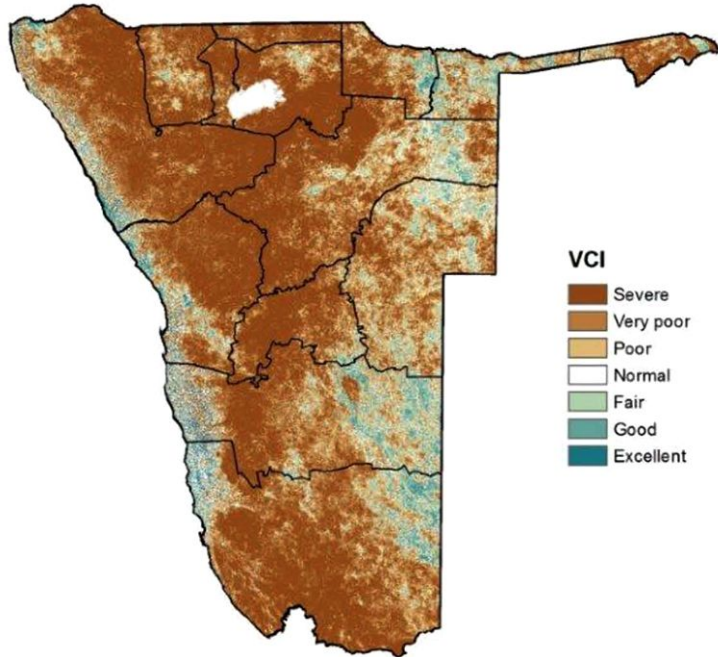 VCI
Severe
Very poor
Poor
Normal
Fair
Good
Excellent